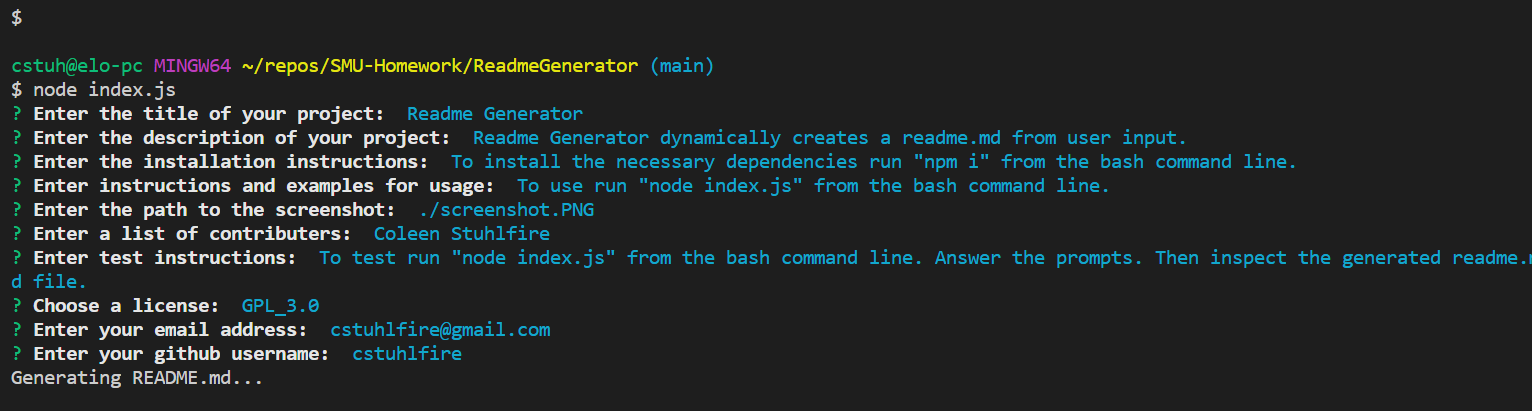 $
cstuh@elo-pc MINGW64 ~/repos/SMU-Homework/ReadmeGenerator (main)
$ node index.js
? Enter the title of your project:  Readme Generator
? Enter the description of your project:  Readme Generator dynamically creates a readme.md from user input.
? Enter the installation instructions:  To install the necessary dependencies run "npm i" from the bash command line.
? Enter instructions and examples for usage:  To use run "node index.js" from the bash command line.
? Enter the path to the screenshot:  ./screenshot.PNG
? Enter a list of contributers:  Coleen Stuhlfire
? Enter test instructions:  To test run "node index.js" from the bash command line. Answer the prompts. Then inspect the generated readme.m
d file.
? Choose a license:  GPL_3.0
? Enter your email address:  cstuhlfire@gmail.com
? Enter your github username:  cstuhlfire
Generating README.md...